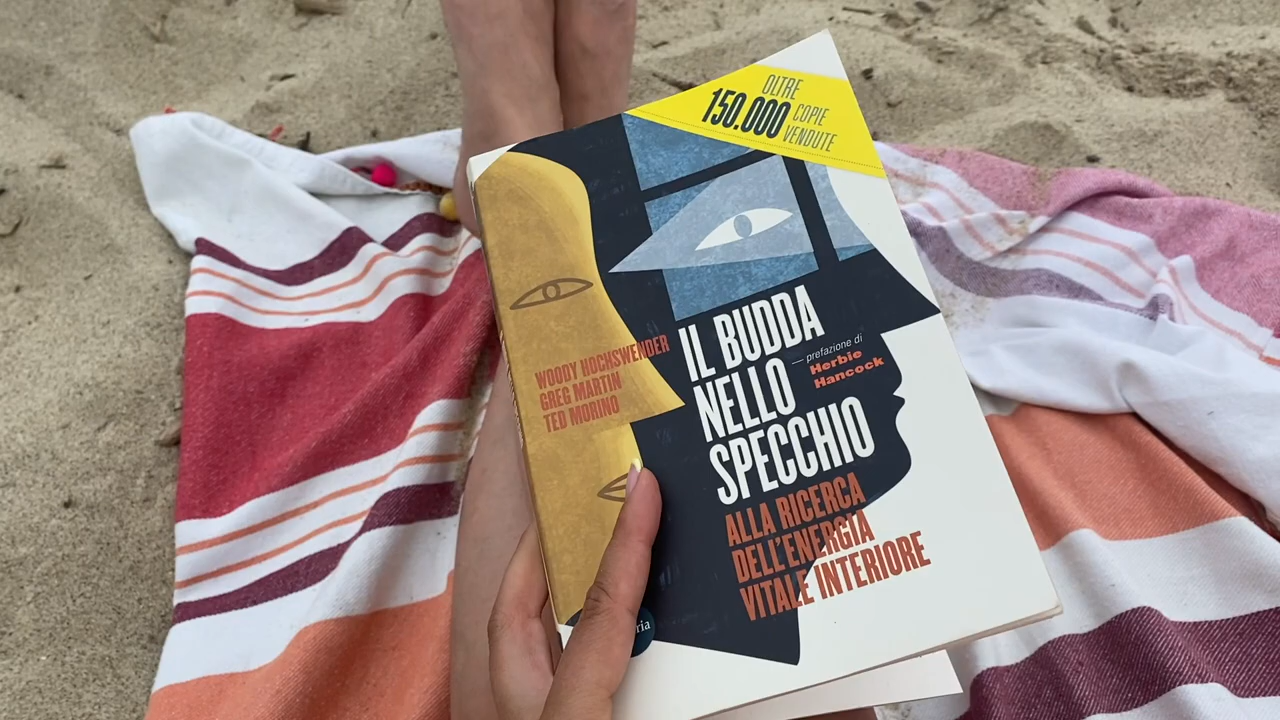 OLTRE
150.000 COPIE
VENDUTE
WOODY HOCHSWENDER
GREG MARTIN
TED MORINO
IL BUDDA
NELLO
SPECCHIO
— prefazione di
Herbie
Hancock
ALLA RICERCA
DELL'ENERGIA
VITALE INTERIORE